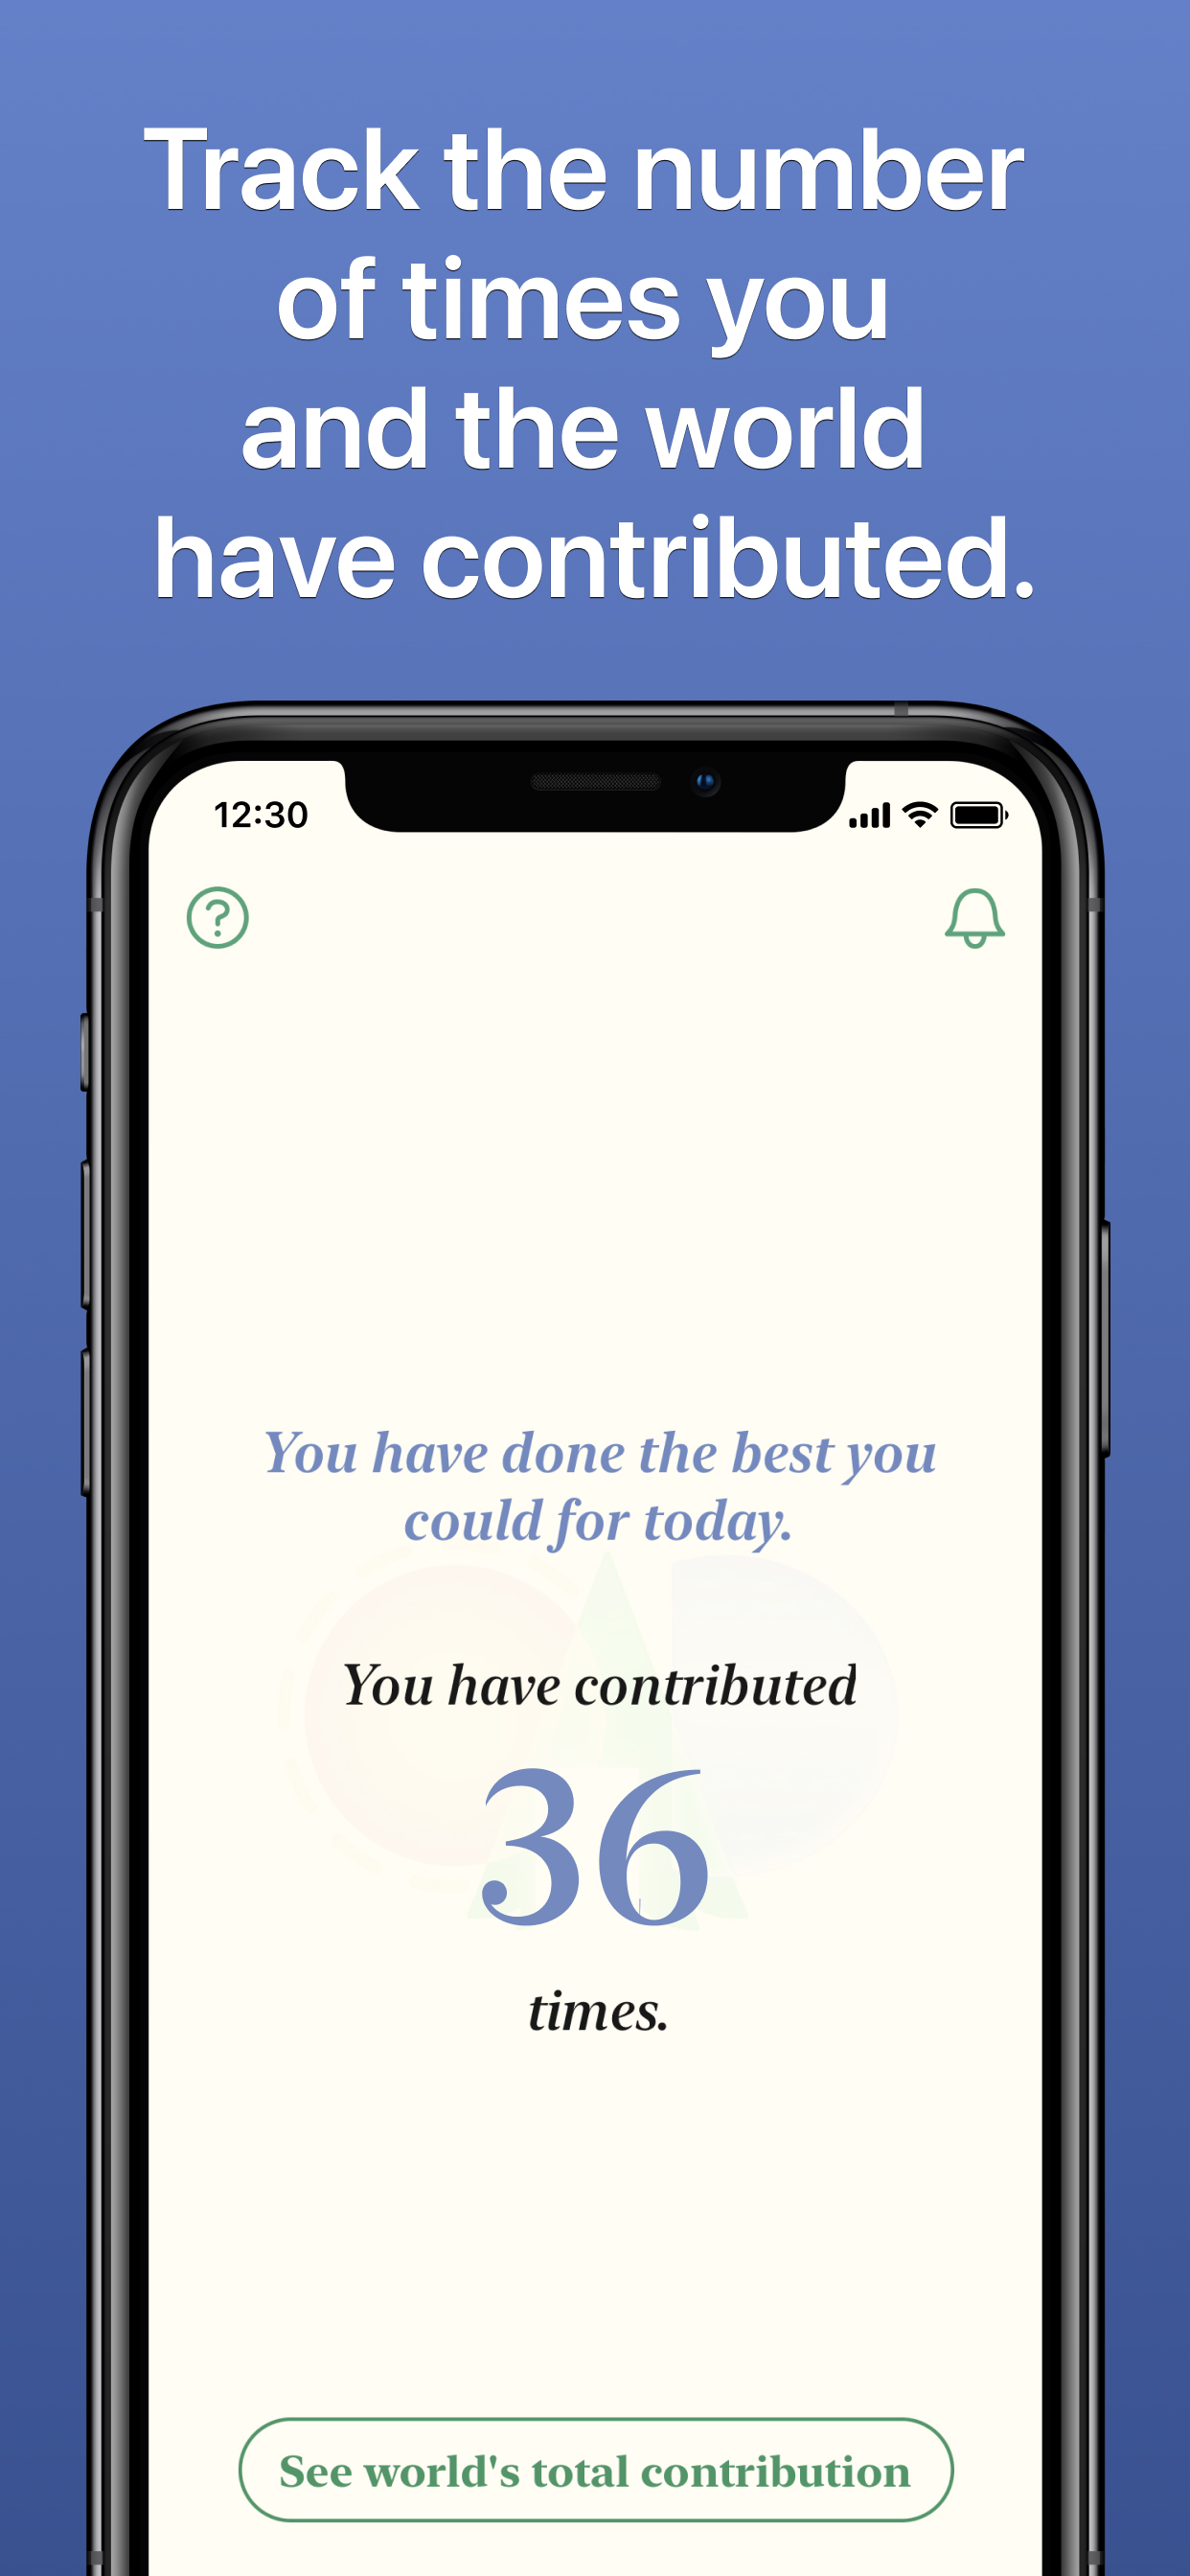 Track the number
of times you
and the world
have contributed.
12:30
You have done the best you
could for today.
You have contributed
36
times.
See world's total contribution